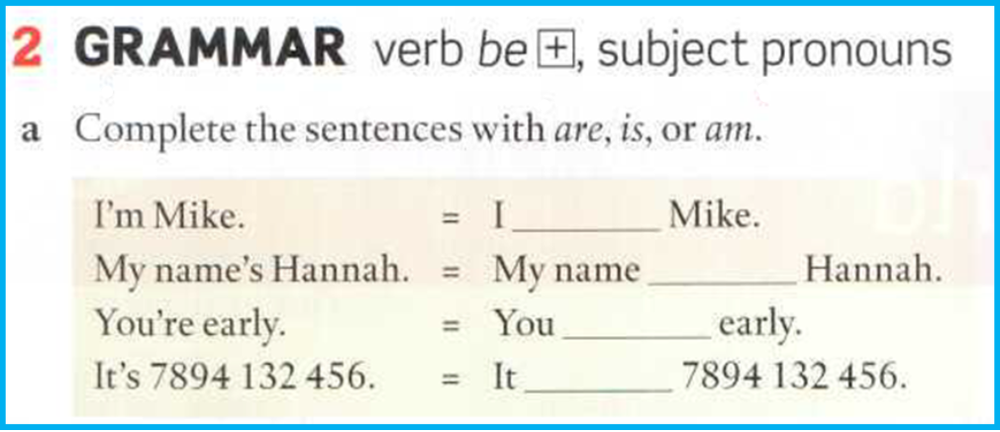 2 GRAMMAR verb be +, subject pronouns
a Complete the sentences with are, is, or am.
I'm Mike. = I ________ Mike.
My name's Hannah. = My name ________ Hannah.
You're early. = You ________ early.
It's 7894 132 456. = It ________ 7894 132 456.